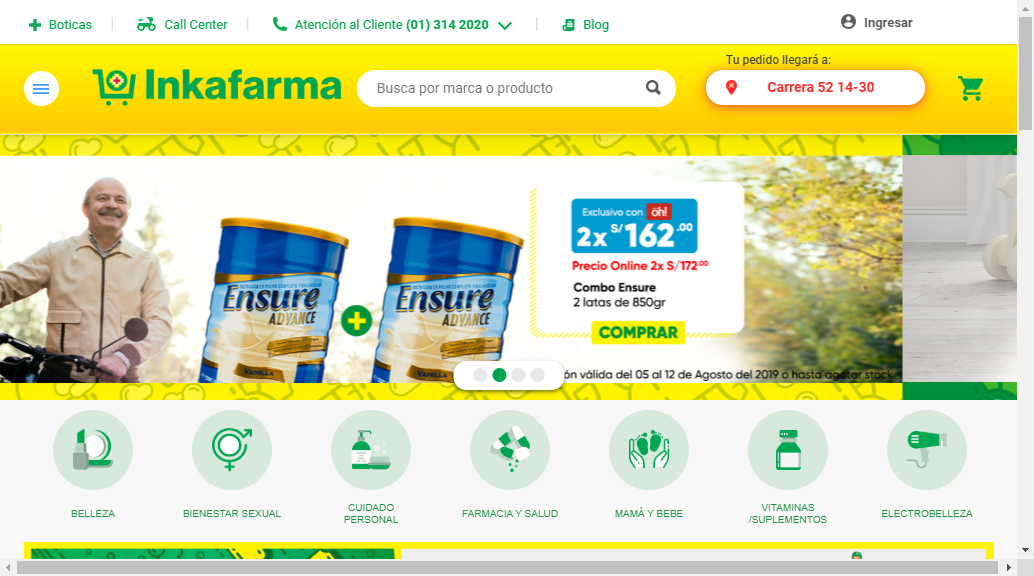 Boticas
Call Center
Atención al Cliente (01) 314 2020
Blog
Ingresar
Inkafarma
Busca por marca o producto
Tu pedido llegará a:
Carrera 52 14-30
Ensure
ADVANCE
VAINILLA
Ensure
ADVANCE
VAINILLA
Exclusivo con öh!
2x S/162.00
Precio Online 2x S/172.00
Combo Ensure
2 latas de 850gr
COMPRAR
ón válida del 05 al 12 de Agosto del 2019 o hasta agotar stock.
BELLEZA
BIENESTAR SEXUAL
CUIDADO
PERSONAL
FARMACIA Y SALUD
MAMÁ Y BEBE
VITAMINAS
/SUPLEMENTOS
ELECTROBELLEZA